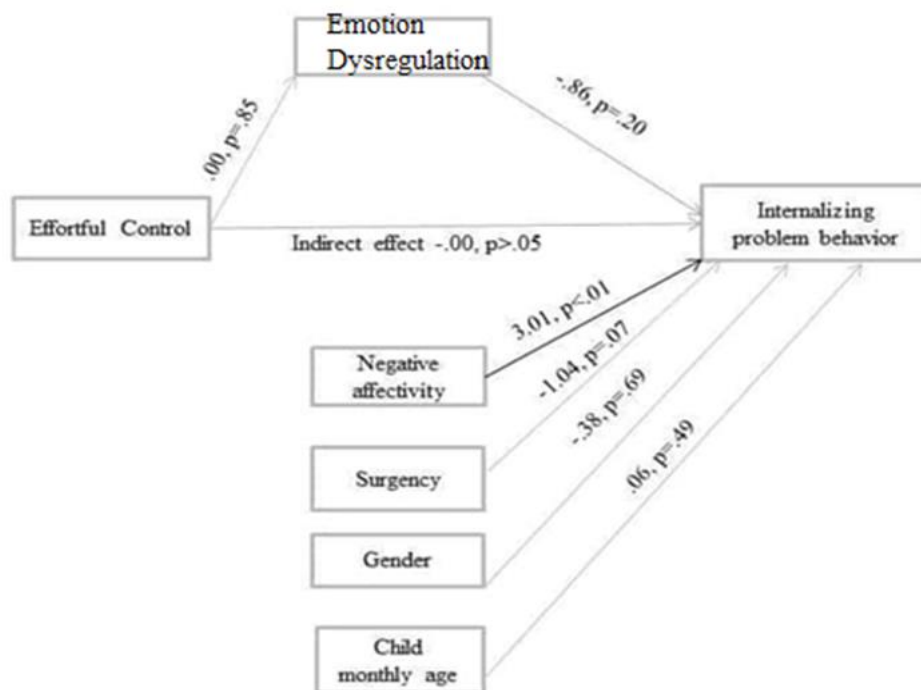 Emotion
Dysregulation
-.86, p=.20
.00, p=.85
Effortful Control
Internalizing
problem behavior
Indirect effect -.00, p>.05
3.01, p<.01
Negative
affectivity
-1.04, p=.07
-.38, p=.69
.06, p=.49
Surgency
Gender
Child
monthly age